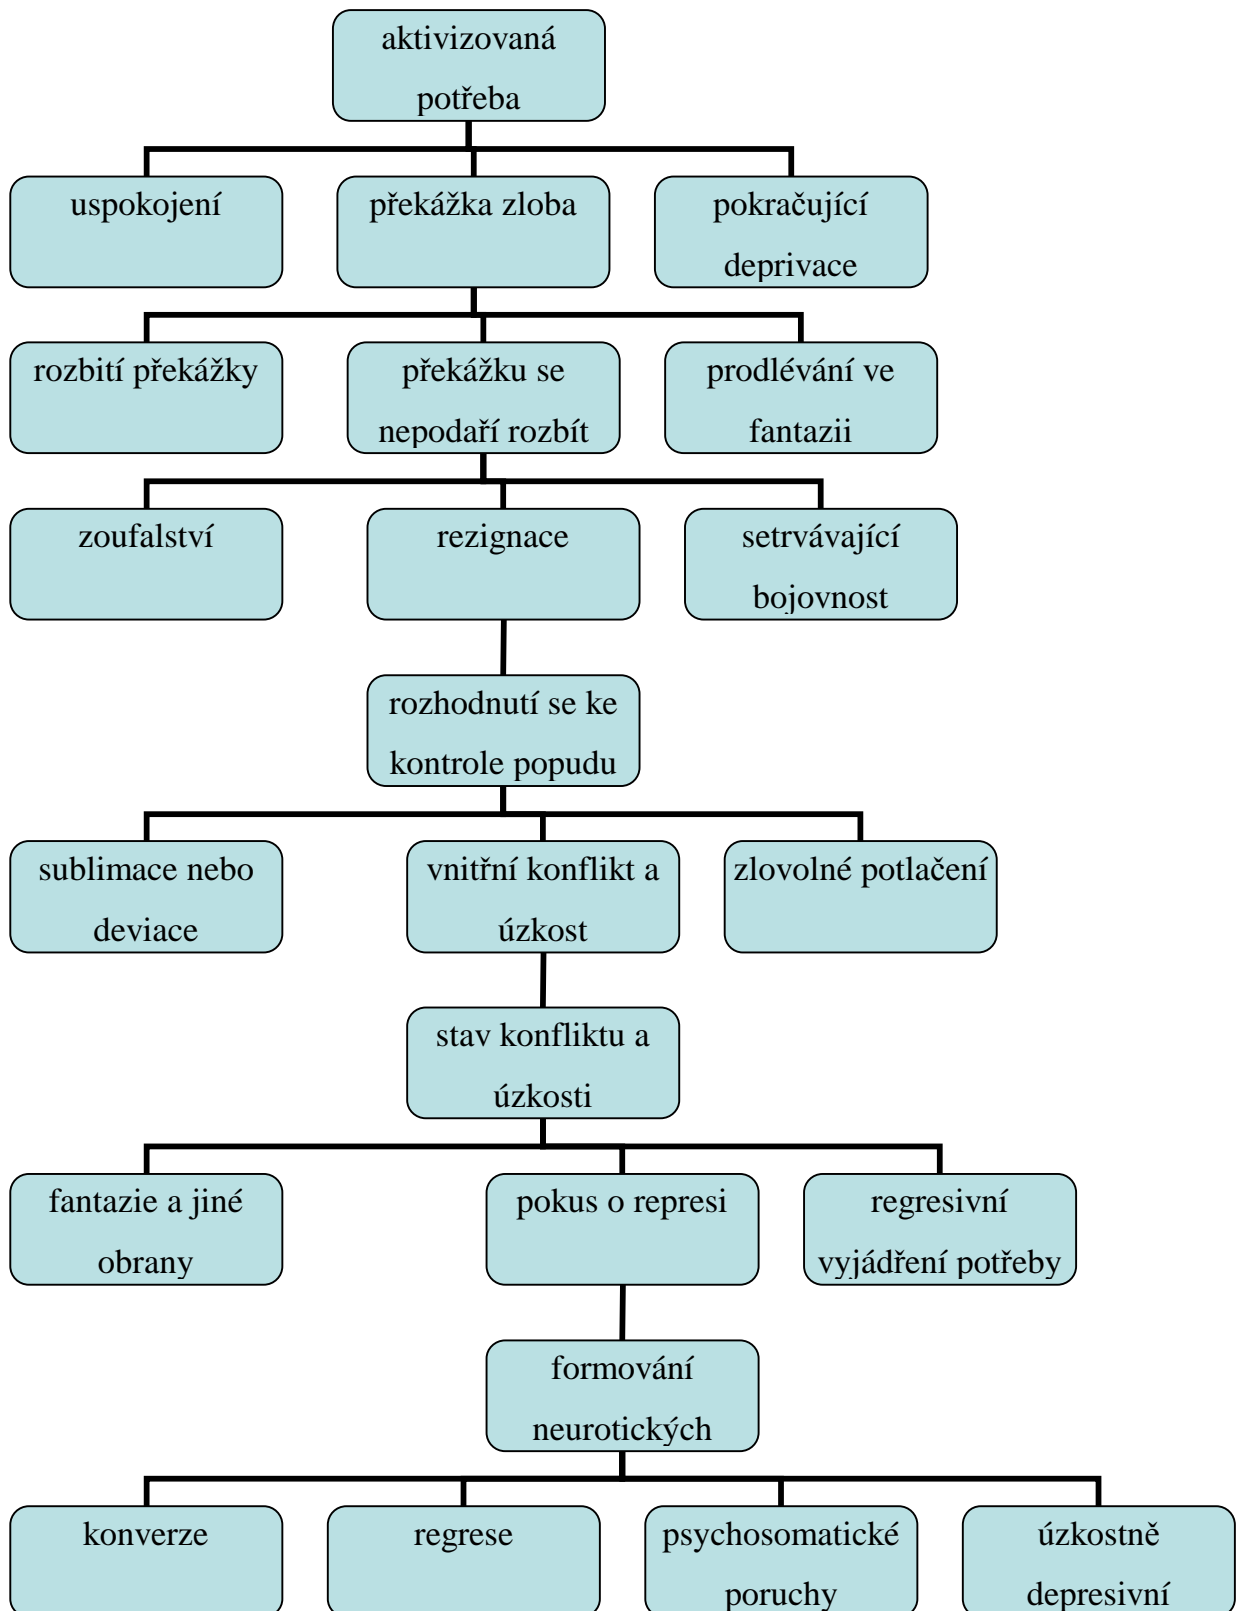 aktivizovaná
potřeba
uspokojení
překážka zloba
pokračující
deprivace
rozbití překážky
překážku se
nepodaří rozbít
prodlévání ve
fantazii
zoufalství
rezignace
setrvávající
bojovnost
rozhodnutí se ke
kontrole popudu
sublimace nebo
deviace
vnitřní konflikt a
úzkost
zlovolné potlačení
stav konfliktu a
úzkosti
fantazie a jiné
obrany
pokus o represi
regresivní
vyjádření potřeby
formování
neurotických
konverze
regrese
psychosomatické
poruchy
úzkostně
depresivní